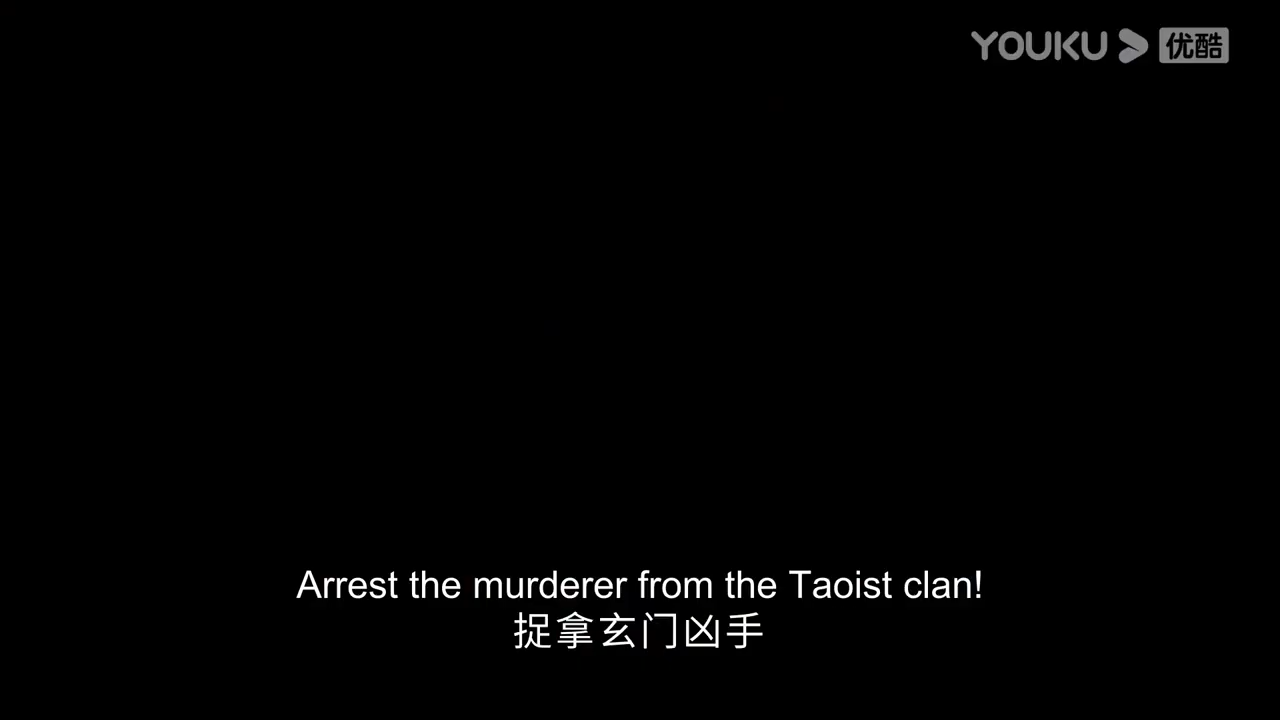 YOUKU 优酷
Arrest the murderer from the Taoist clan!
捉拿玄门凶手